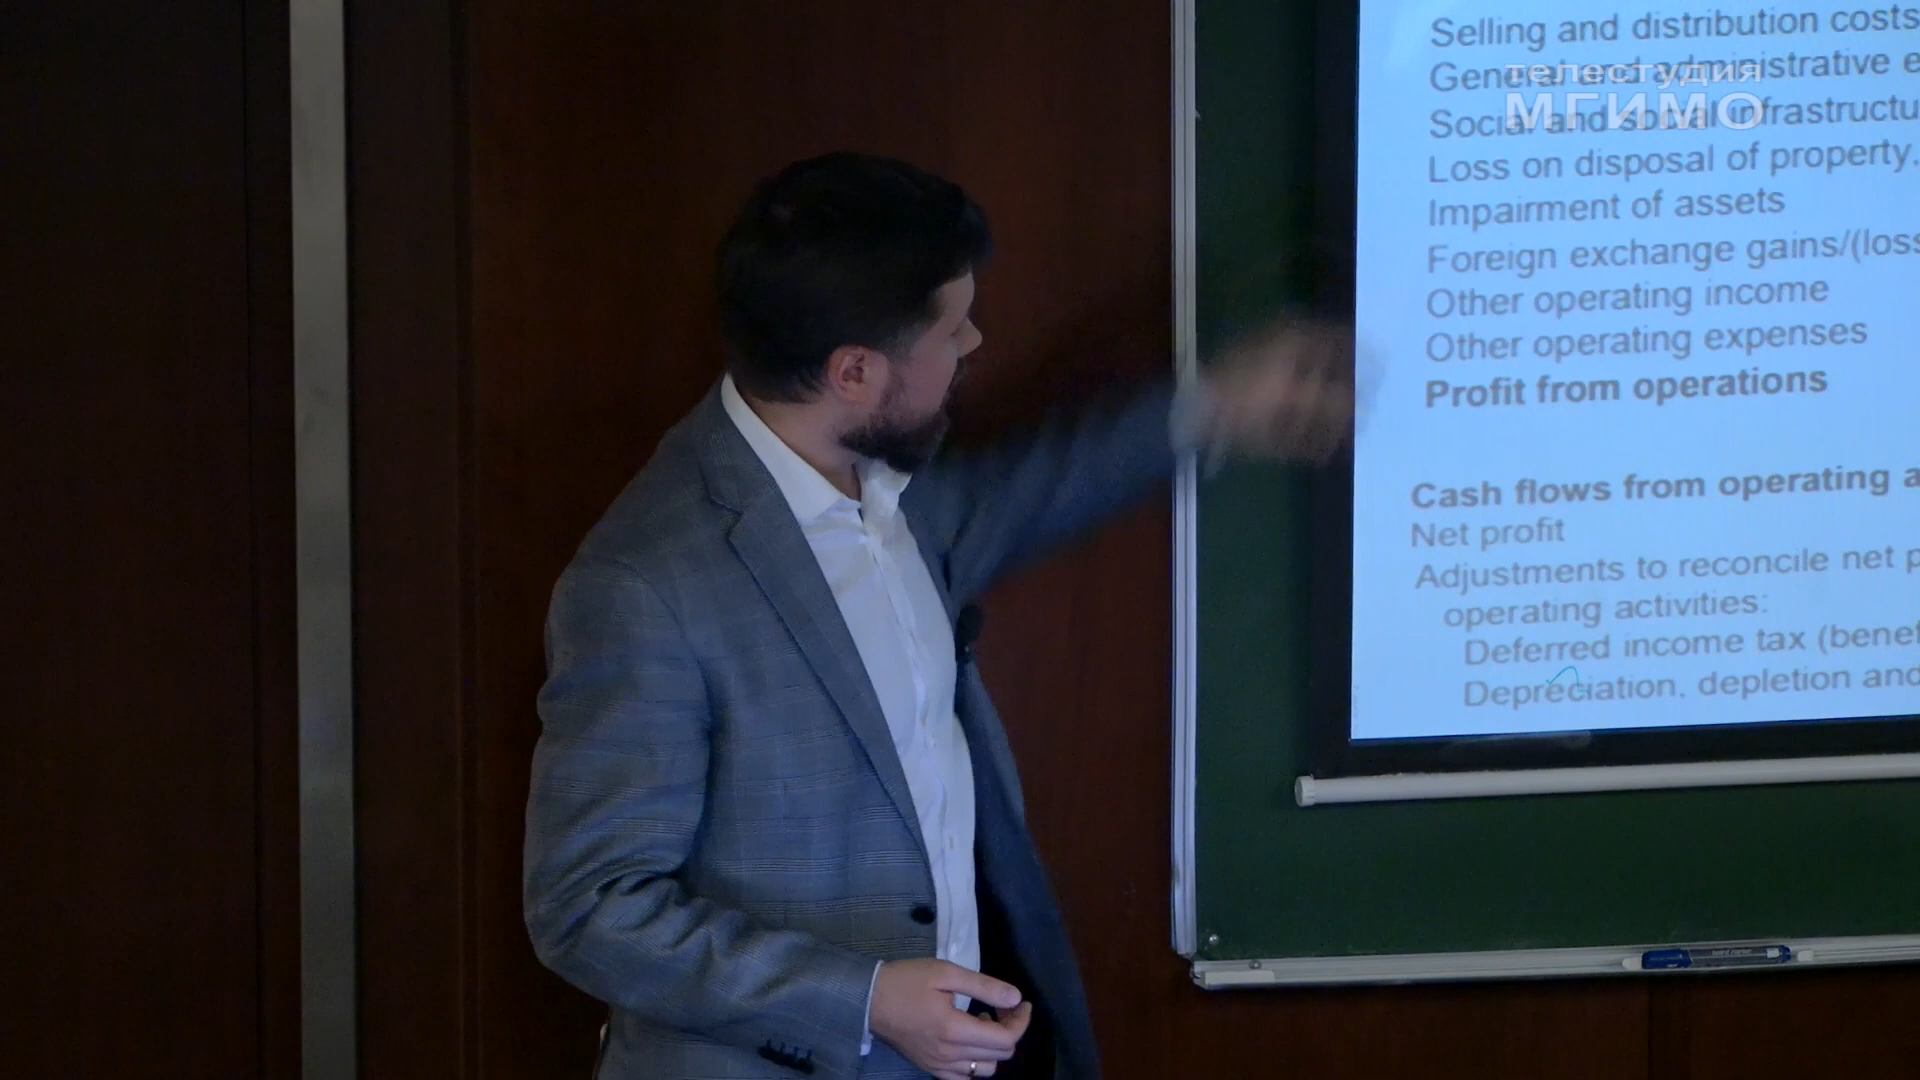 Selling and distribution costs
General and administrative e
Social and social infrastructu
Loss on disposal of property,
Impairment of assets
Foreign exchange gains/(loss
Other operating income
Other operating expenses
Profit from operations
Cash flows from operating a
Net profit
Adjustments to reconcile net p
operating activities:
Deferred income tax (benef
Depreciation, depletion and
телестудия
МГИМО